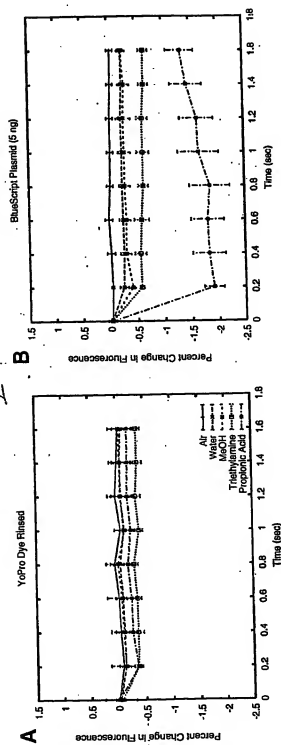 A
YoPro Dye Rinsed
Percent Change in Fluorescence
1.5
1
0.5
0
-0.5
-1
-1.5
-2
-2.5
0
0.2
0.4
0.6
0.8
1
1.2
1.4
1.6
1.8
Time (sec)
Air
Water
MeOH
Triethylamine
Propionic Acid
B
BlueScript Plasmid (5 ng)
Percent Change in Fluorescence
1.5
1
0.5
0
-0.5
-1
-1.5
-2
-2.5
0
0.2
0.4
0.6
0.8
1
1.2
1.4
1.6
1.8
Time (sec)